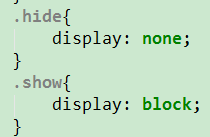 .hide{
    display: none;
}
.show{
    display: block;
}